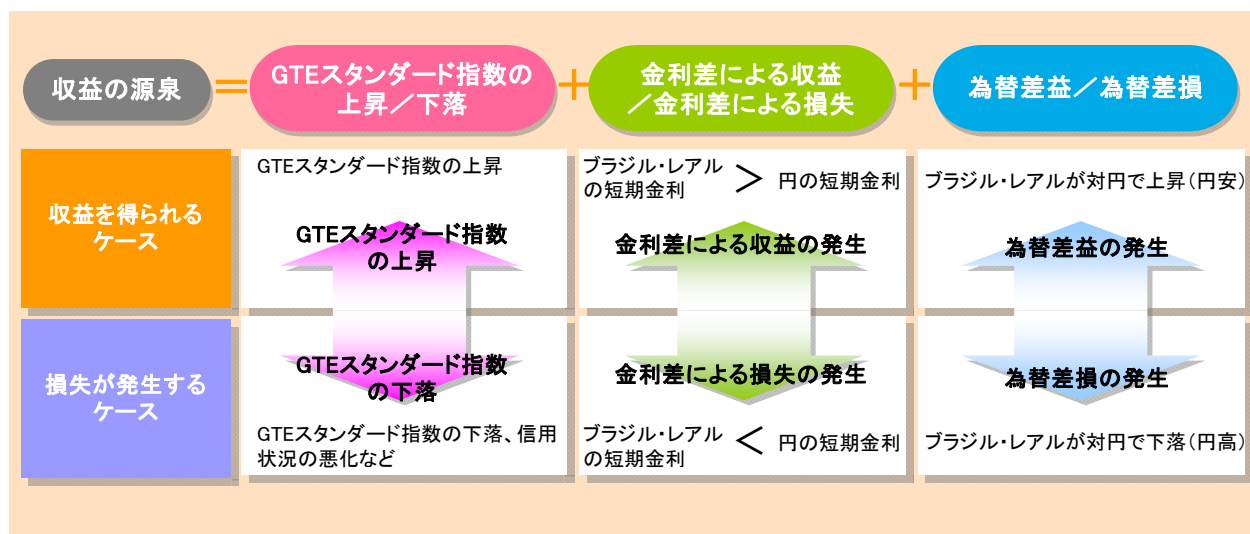 収益の源泉
=
GTEスタンダード指数の
上昇／下落
+
金利差による収益
／金利差による損失
+
為替差益／為替差損
収益を得られる
ケース
GTEスタンダード指数の上昇
GTEスタンダード指数
の上昇
ブラジル・レアル
の短期金利
＞
円の短期金利
金利差による収益の発生
ブラジル・レアルが対円で上昇（円安）
為替差益の発生
損失が発生する
ケース
GTEスタンダード指数
の下落
GTEスタンダード指数の下落、信用
状況の悪化など
金利差による損失の発生
ブラジル・レアル
の短期金利
＜
円の短期金利
為替差損の発生
ブラジル・レアルが対円で下落（円高）